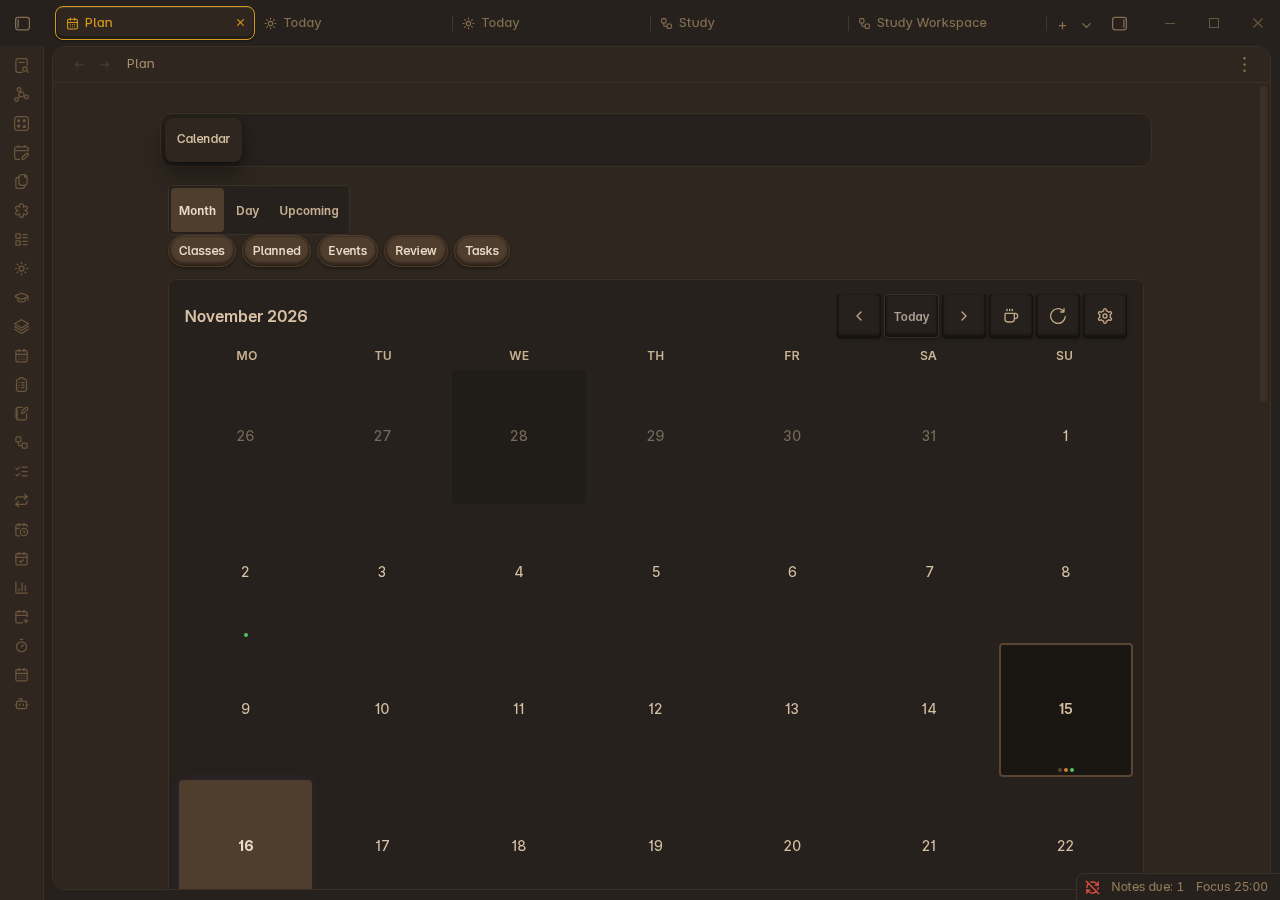 Plan Today Today Study Study Workspace
Plan
Calendar
Month Day Upcoming
Classes Planned Events Review Tasks
November 2026 Today
MO TU WE TH FR SA SU
26 27 28 29 30 31 1
2 3 4 5 6 7 8
9 10 11 12 13 14 15
16 17 18 19 20 21 22
Notes due: 1 Focus 25:00